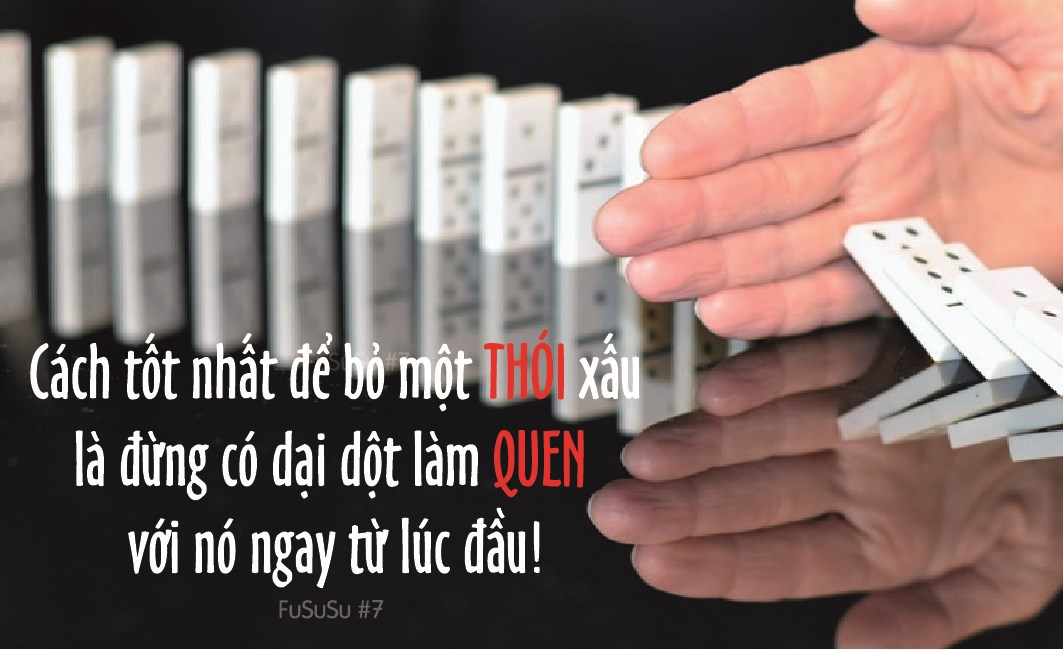 Cách tốt nhất để bỏ một THÓI xấu
là đừng có dại dột làm QUEN
với nó ngay từ lúc đầu!
FuSuSu #7